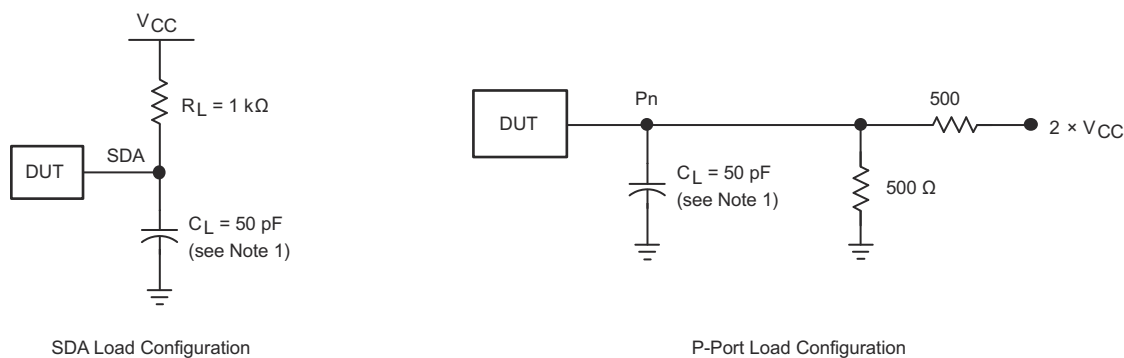 VCC
RL = 1 kΩ
DUT
SDA
CL = 50 pF
(see Note 1)
SDA Load Configuration
DUT
Pn
500
2 × VCC
CL = 50 pF
(see Note 1)
500 Ω
P-Port Load Configuration